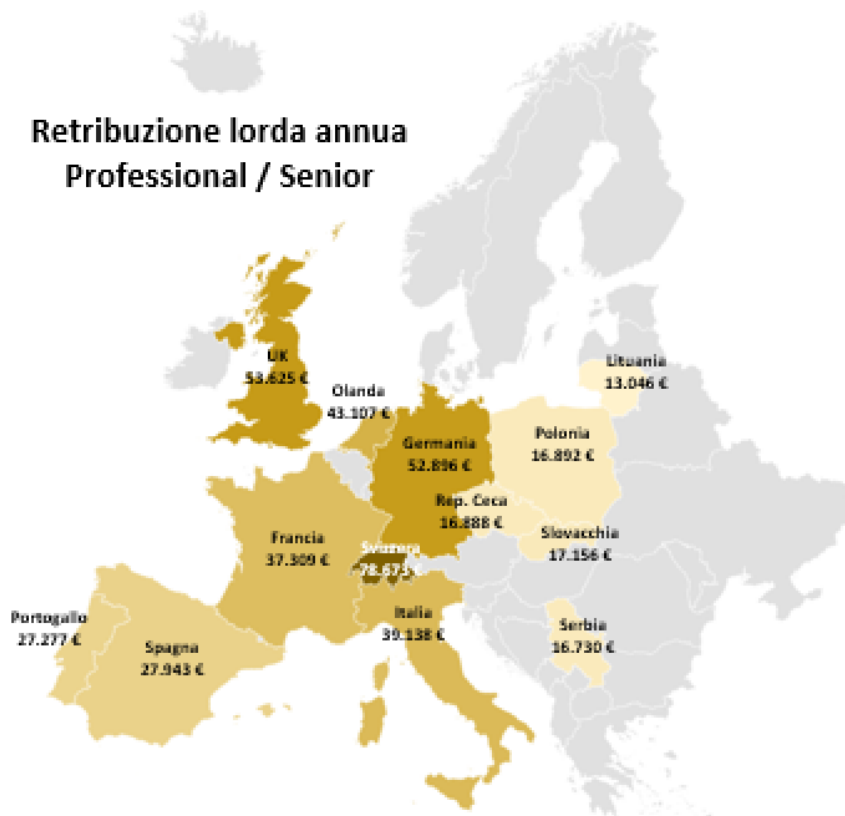 Retribuzione lorda annua
Professional / Senior
UK
53.625 €
Olanda
43.107 €
Lituania
13.046 €
Germania
52.896 €
Polonia
16.892 €
Rep. Ceca
16.888 €
Slovacchia
17.156 €
Francia
37.309 €
Svizzera
78.673 €
Portogallo
27.277 €
Spagna
27.943 €
Italia
39.138 €
Serbia
16.730 €